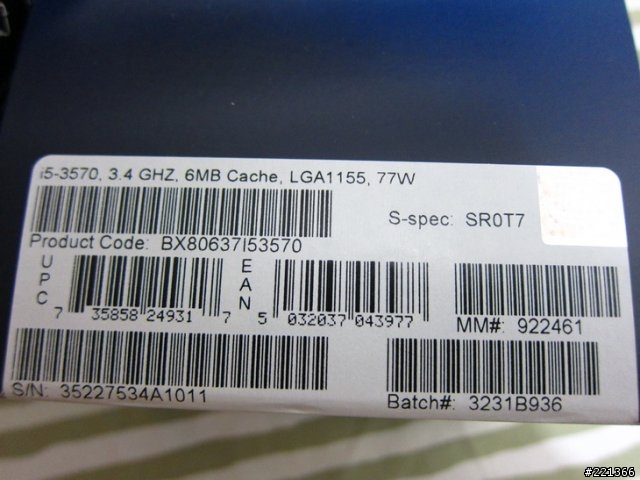 i5-3570, 3.4 GHZ, 6MB Cache, LGA1155, 77W
S-spec: SR0T7
Product Code: BX80637I53570
UPC
7 35858 24931 7
EAN
5 032037 043977
MM#: 922461
S/N: 35227534A1011
Batch#: 3231B936
#221366